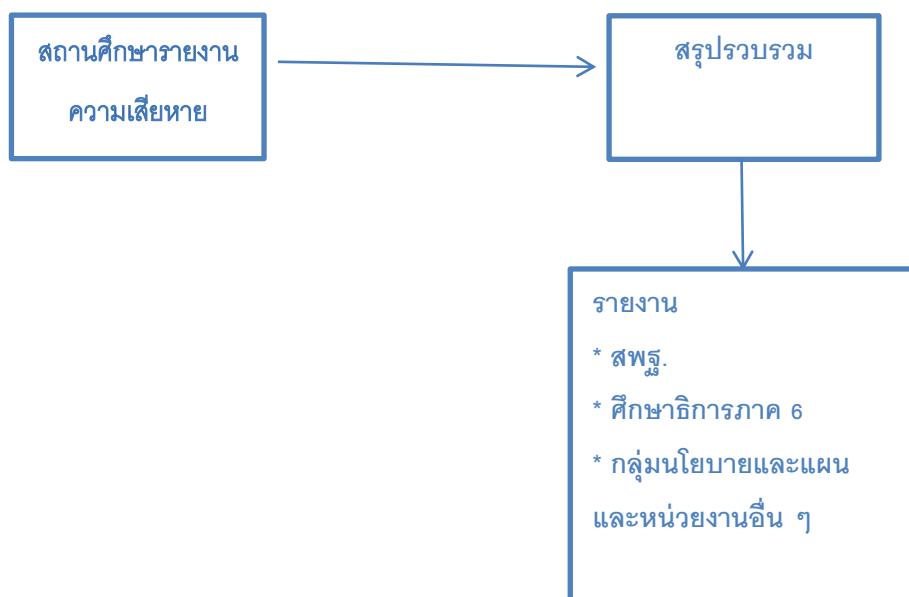 สถานศึกษารายงาน
ความเสียหาย
สรุปรวบรวม
รายงาน
* สพฐ.
* ศึกษาธิการภาค 6
* กลุ่มนโยบายและแผน
และหน่วยงานอื่น ๆ